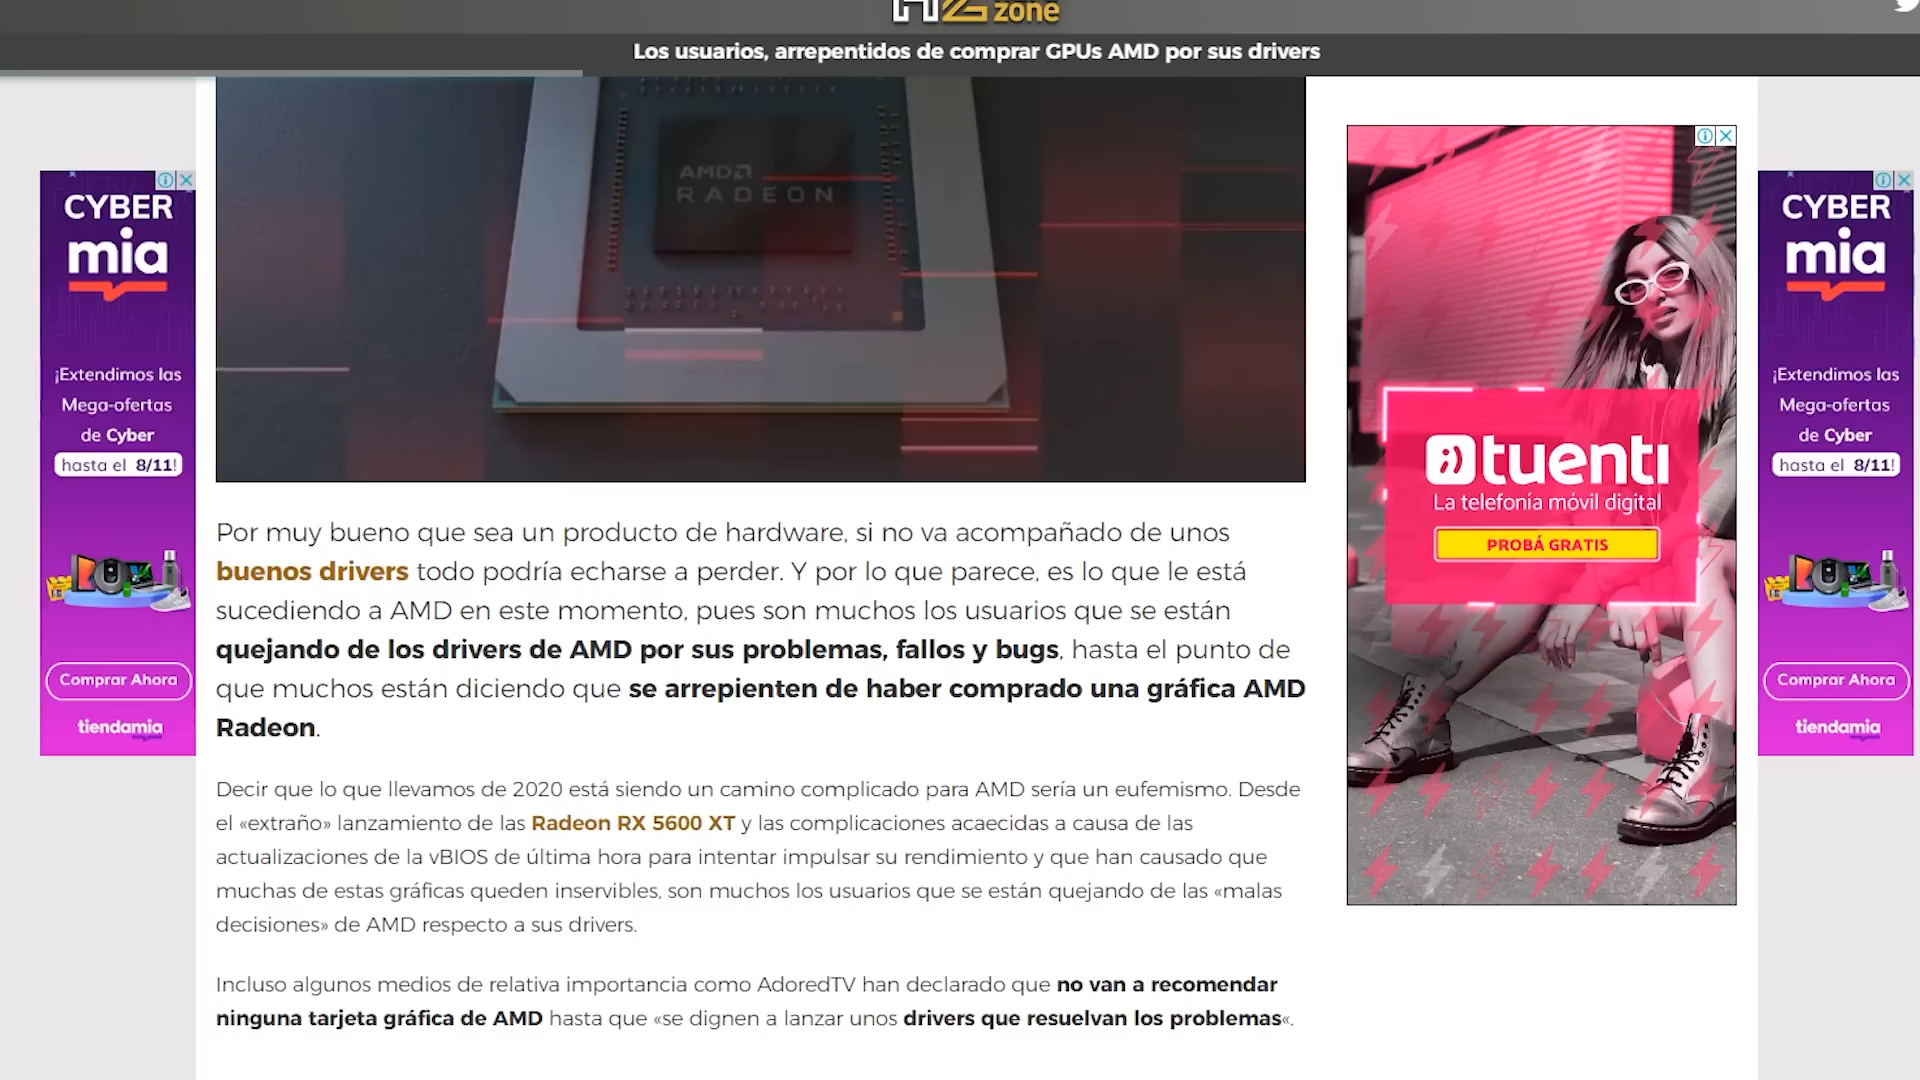 zone
Los usuarios, arrepentidos de comprar GPUs AMD por sus drivers
CYBER
mia
¡Extendimos las
Mega-ofertas
de Cyber
hasta el 8/11!
Comprar Ahora
tiendamia
AMD
RADEON
Por muy bueno que sea un producto de hardware, si no va acompañado de unos
buenos drivers todo podría echarse a perder. Y por lo que parece, es lo que le está
sucediendo a AMD en este momento, pues son muchos los usuarios que se están
quejando de los drivers de AMD por sus problemas, fallos y bugs, hasta el punto de
que muchos están diciendo que se arrepienten de haber comprado una gráfica AMD
Radeon.
Decir que lo que llevamos de 2020 está siendo un camino complicado para AMD sería un eufemismo. Desde
el «extraño» lanzamiento de las Radeon RX 5600 XT y las complicaciones acaecidas a causa de las
actualizaciones de la vBIOS de última hora para intentar impulsar su rendimiento y que han causado que
muchas de estas gráficas queden inservibles, son muchos los usuarios que se están quejando de las «malas
decisiones» de AMD respecto a sus drivers.
Incluso algunos medios de relativa importancia como AdoredTV han declarado que no van a recomendar
ninguna tarjeta gráfica de AMD hasta que «se dignen a lanzar unos drivers que resuelvan los problemas«.
tuenti
La telefonía móvil digital
PROBÁ GRATIS
CYBER
mia
¡Extendimos las
Mega-ofertas
de Cyber
hasta el 8/11!
Comprar Ahora
tiendamia